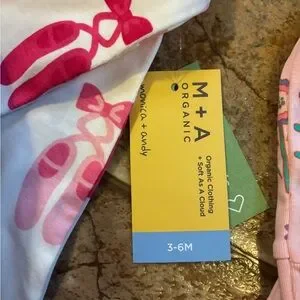 M + A
ORGANIC
Organic Clothing
+ Soft As A Cloud
monica + andy
3-6M